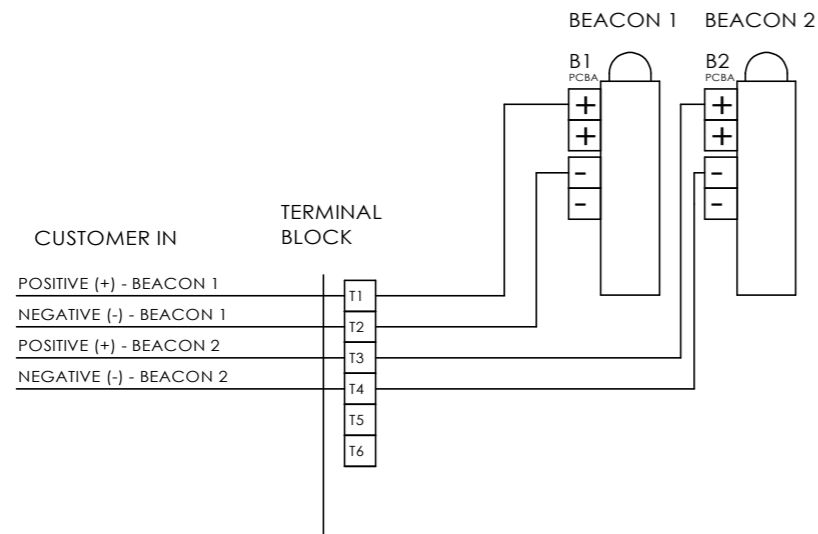 BEACON 1 BEACON 2
B1 B2
PCBA PCBA
+ +
+ +
- -
- -
TERMINAL
BLOCK
CUSTOMER IN
POSITIVE (+) - BEACON 1
T1
NEGATIVE (-) - BEACON 1
T2
POSITIVE (+) - BEACON 2
T3
NEGATIVE (-) - BEACON 2
T4
T5
T6